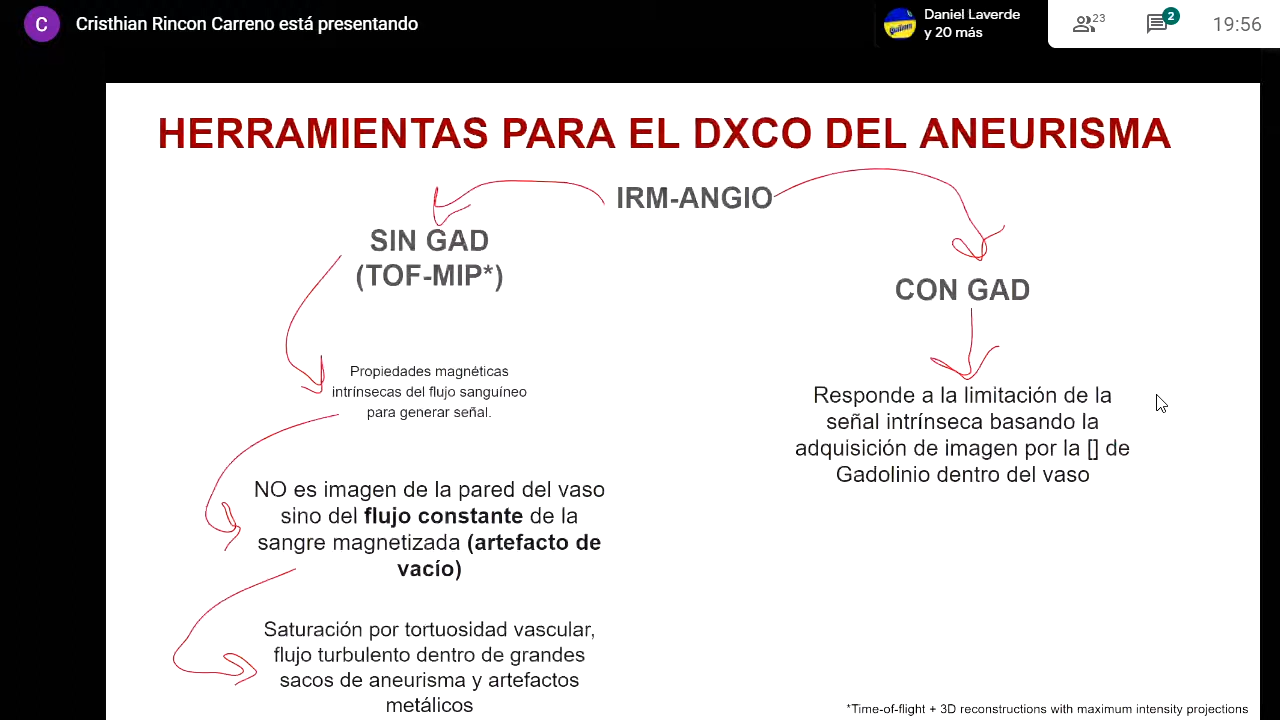 C
Cristhian Rincon Carreno está presentando
Daniel Laverde
y 20 más
23
2
19:56
HERRAMIENTAS PARA EL DXCO DEL ANEURISMA
IRM-ANGIO
SIN GAD
(TOF-MIP*)
Propiedades magnéticas
intrínsecas del flujo sanguíneo
para generar señal.
NO es imagen de la pared del vaso
sino del flujo constante de la
sangre magnetizada (artefacto de
vacío)
Saturación por tortuosidad vascular,
flujo turbulento dentro de grandes
sacos de aneurisma y artefactos
metálicos
CON GAD
Responde a la limitación de la
señal intrínseca basando la
adquisición de imagen por la [] de
Gadolinio dentro del vaso
*Time-of-flight + 3D reconstructions with maximum intensity projections